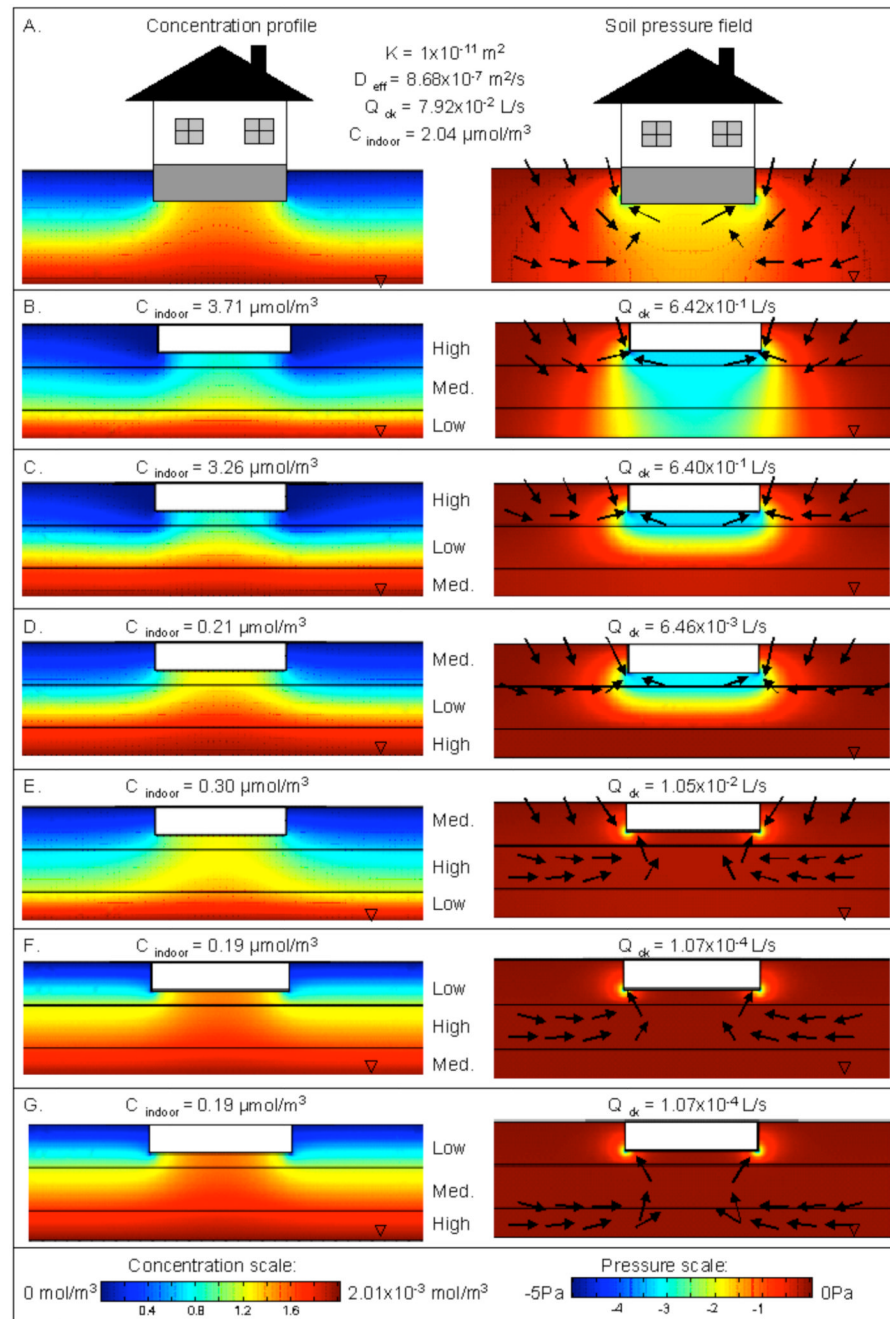 A. Concentration profile Soil pressure field
K = 1x10⁻¹¹ m²
D eff = 8.68x10⁻⁷ m²/s
Q ck = 7.92x10⁻² L/s
C indoor = 2.04 µmol/m³
B. C indoor = 3.71 µmol/m³ Q ck = 6.42x10⁻¹ L/s
High
Med.
Low
C. C indoor = 3.26 µmol/m³ Q ck = 6.40x10⁻¹ L/s
High
Low
Med.
D. C indoor = 0.21 µmol/m³ Q ck = 6.46x10⁻³ L/s
Med.
Low
High
E. C indoor = 0.30 µmol/m³ Q ck = 1.05x10⁻² L/s
Med.
High
Low
F. C indoor = 0.19 µmol/m³ Q ck = 1.07x10⁻⁴ L/s
Low
High
Med.
G. C indoor = 0.19 µmol/m³ Q ck = 1.07x10⁻⁴ L/s
Low
Med.
High
Concentration scale: Pressure scale:
0 mol/m³ 2.01x10⁻³ mol/m³ -5Pa 0Pa
0.4 0.8 1.2 1.6 -4 -3 -2 -1